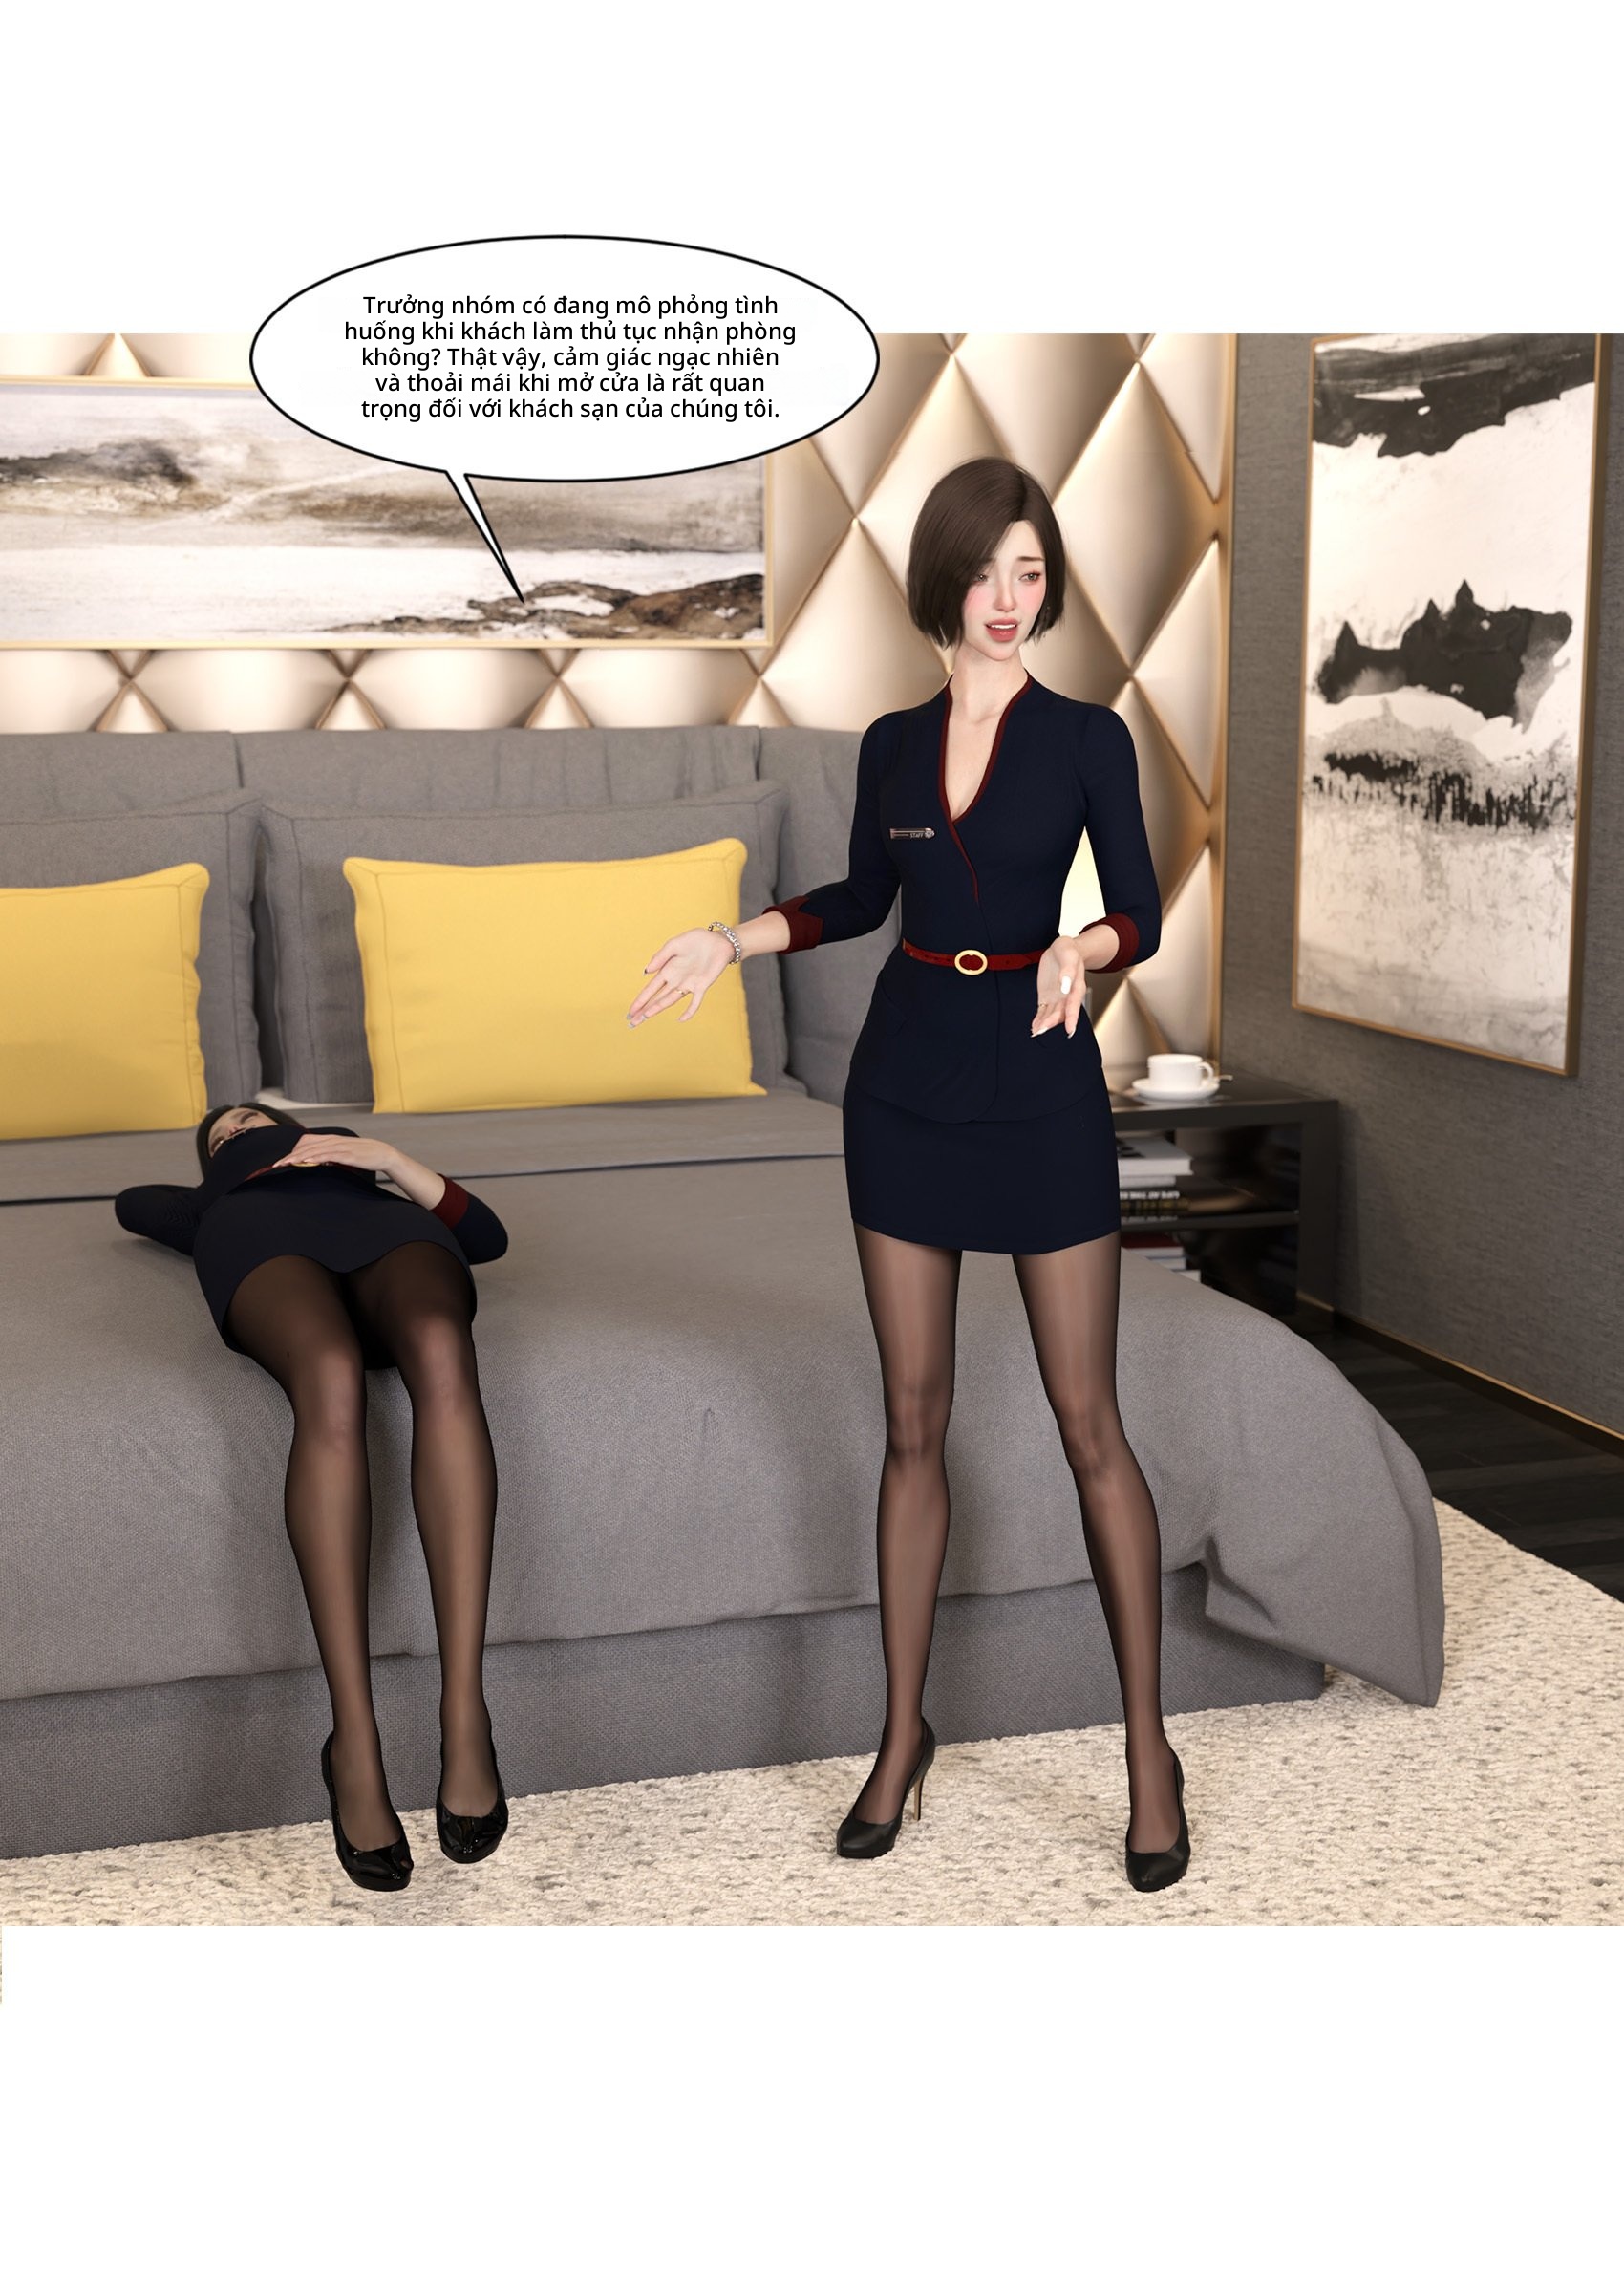 Trưởng nhóm có đang mô phỏng tình
huống khi khách làm thủ tục nhận phòng
không? Thật vậy, cảm giác ngạc nhiên
và thoải mái khi mở cửa là rất quan
trọng đối với khách sạn của chúng tôi.
STAFF